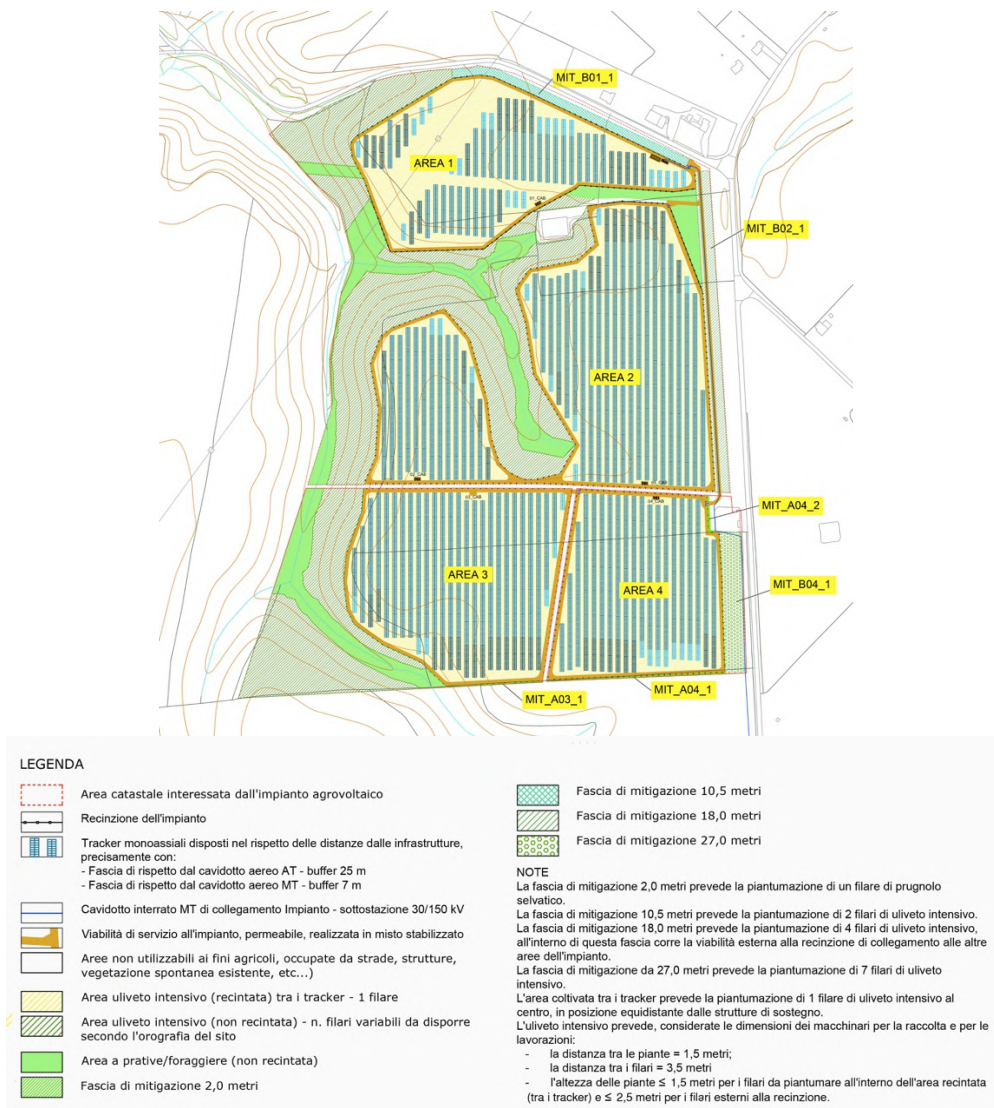 MIT_B01_1
AREA 1
01_CAB
MIT_B02_1
AREA 2
02_CAB
03_CAB
04_CAB
MIT_A04_2
AREA 3
AREA 4
MIT_B04_1
MIT_A04_1
MIT_A03_1
LEGENDA
Area catastale interessata dall'impianto agrovoltaico
Recinzione dell'impianto
Tracker monoassiali disposti nel rispetto delle distanze dalle infrastrutture,
precisamente con:
- Fascia di rispetto dal cavidotto aereo AT - buffer 25 m
- Fascia di rispetto dal cavidotto aereo MT - buffer 7 m
Cavidotto interrato MT di collegamento Impianto - sottostazione 30/150 kV
Viabilità di servizio all'impianto, permeabile, realizzata in misto stabilizzato
Aree non utilizzabili ai fini agricoli, occupate da strade, strutture,
vegetazione spontanea esistente, etc...)
Area uliveto intensivo (recintata) tra i tracker - 1 filare
Area uliveto intensivo (non recintata) - n. filari variabili da disporre
secondo l'orografia del sito
Area a prative/foraggiere (non recintata)
Fascia di mitigazione 2,0 metri
Fascia di mitigazione 10,5 metri
Fascia di mitigazione 18,0 metri
Fascia di mitigazione 27,0 metri
NOTE
La fascia di mitigazione 2,0 metri prevede la piantumazione di un filare di prugnolo
selvatico.
La fascia di mitigazione 10,5 metri prevede la piantumazione di 2 filari di uliveto intensivo.
La fascia di mitigazione 18,0 metri prevede la piantumazione di 4 filari di uliveto intensivo,
all'interno di questa fascia corre la viabilità esterna alla recinzione di collegamento alle altre
aree dell'impianto.
La fascia di mitigazione da 27,0 metri prevede la piantumazione di 7 filari di uliveto
intensivo.
L'area coltivata tra i tracker prevede la piantumazione di 1 filare di uliveto intensivo al
centro, in posizione equidistante dalle strutture di sostegno.
L'uliveto intensivo prevede, considerate le dimensioni dei macchinari per la raccolta e per le
lavorazioni:
- la distanza tra le piante = 1,5 metri;
- la distanza tra i filari = 3,5 metri
- l'altezza delle piante ≤ 1,5 metri per i filari da piantumare all'interno dell'area recintata
(tra i tracker) e ≤ 2,5 metri per i filari esterni alla recinzione.